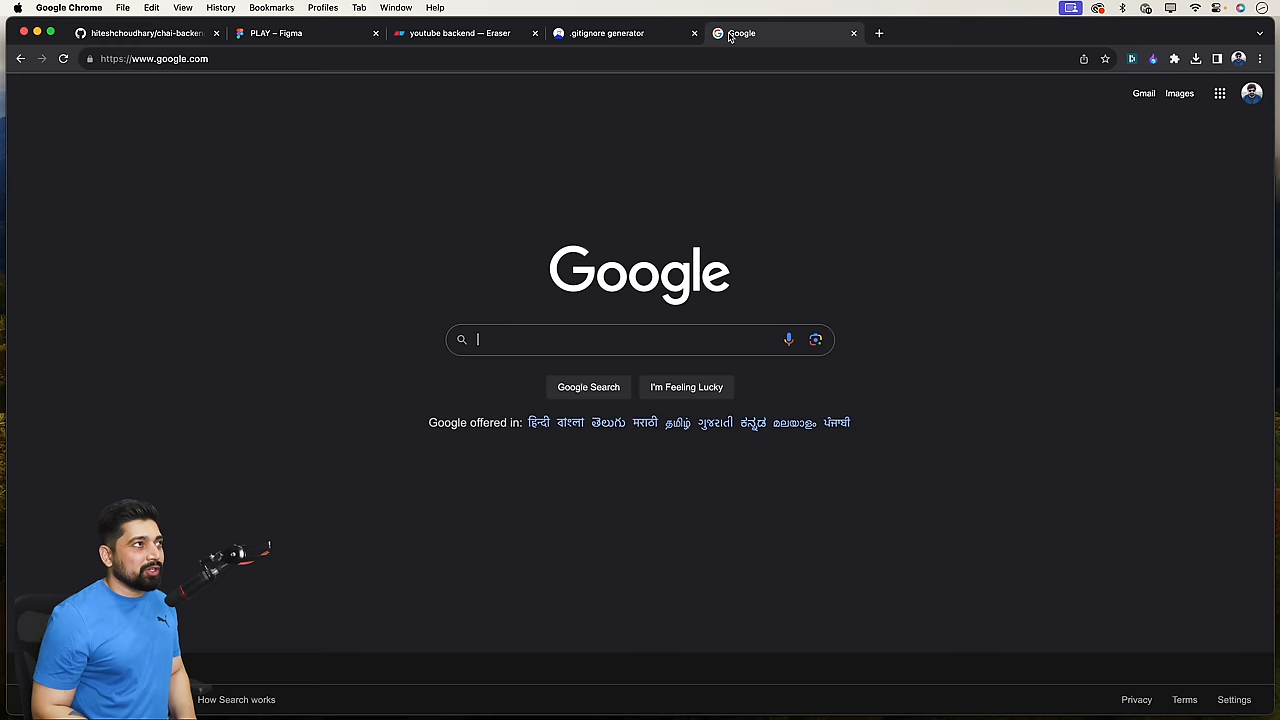 Google Chrome File Edit View History Bookmarks Profiles Tab Window Help
hiteshchoudhary/chai-backen PLAY – Figma youtube backend — Eraser .gitignore generator Google
https://www.google.com
Gmail Images
Google
Google Search I'm Feeling Lucky
Google offered in: हिन्दी বাংলা తెలుగు मराठी தமிழ் ગુજરાતી ಕನ್ನಡ മലയാളം ਪੰਜਾਬੀ
How Search works Privacy Terms Settings